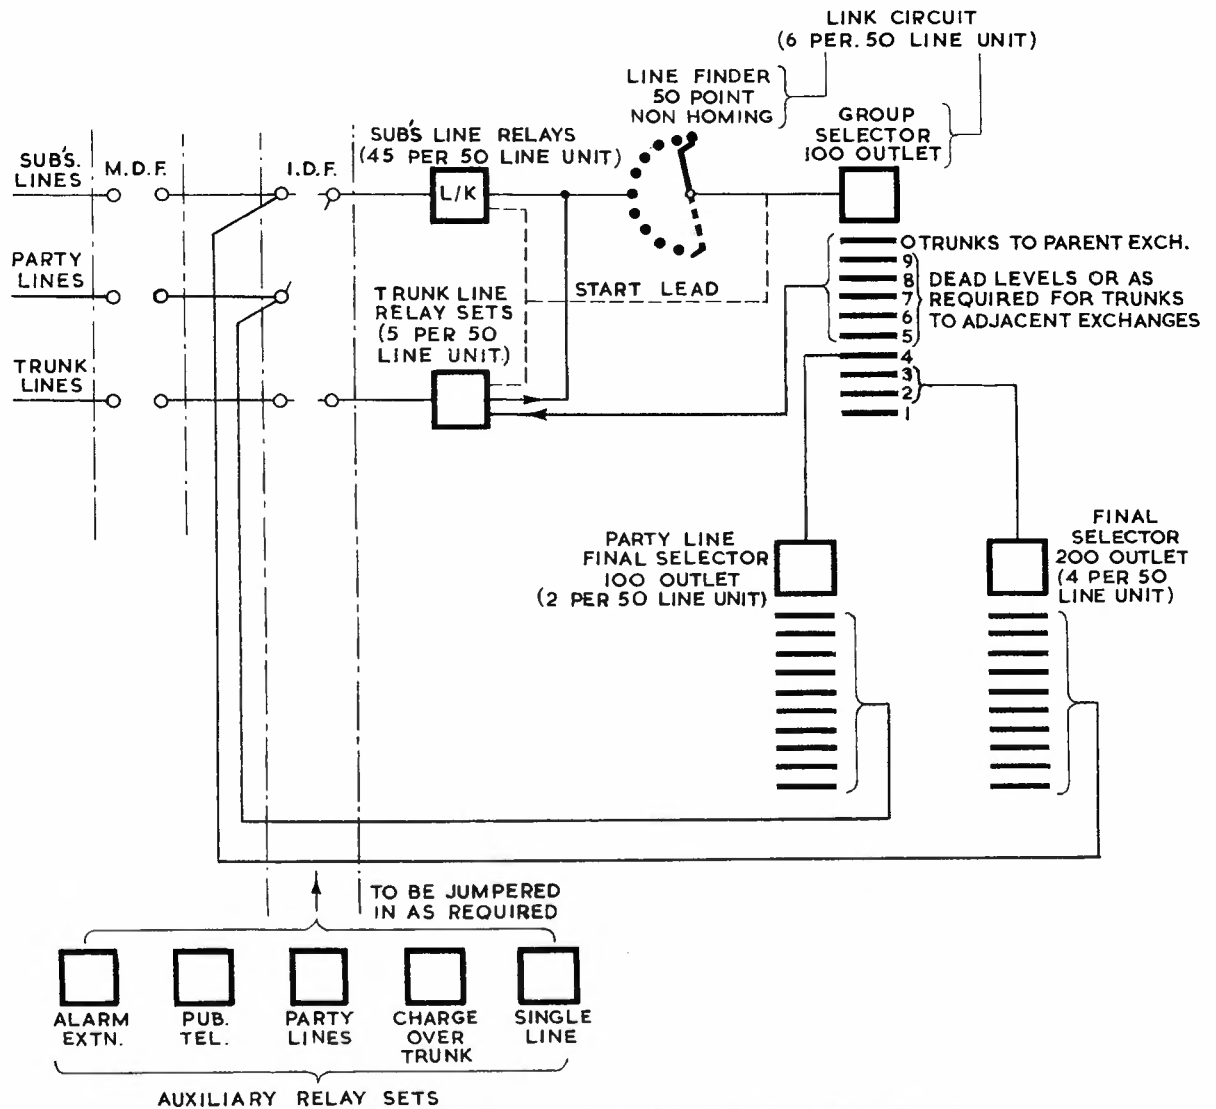 LINK CIRCUIT
(6 PER. 50 LINE UNIT)
LINE FINDER
50 POINT
NON HOMING
GROUP
SELECTOR
100 OUTLET
SUB'S LINE RELAYS
(45 PER 50 LINE UNIT)
SUB'S.
LINES
M.D.F.
I.D.F.
L/K
PARTY
LINES
TRUNK LINE
RELAY SETS
(5 PER 50
LINE UNIT.)
START LEAD
TRUNK
LINES
0 TRUNKS TO PARENT EXCH.
9
8
7
6
5
DEAD LEVELS OR AS
REQUIRED FOR TRUNKS
TO ADJACENT EXCHANGES
4
3
2
1
PARTY LINE
FINAL SELECTOR
100 OUTLET
(2 PER 50 LINE UNIT)
FINAL
SELECTOR
200 OUTLET
(4 PER 50
LINE UNIT)
TO BE JUMPERED
IN AS REQUIRED
ALARM
EXTN.
PUB.
TEL.
PARTY
LINES
CHARGE
OVER
TRUNK
SINGLE
LINE
AUXILIARY RELAY SETS